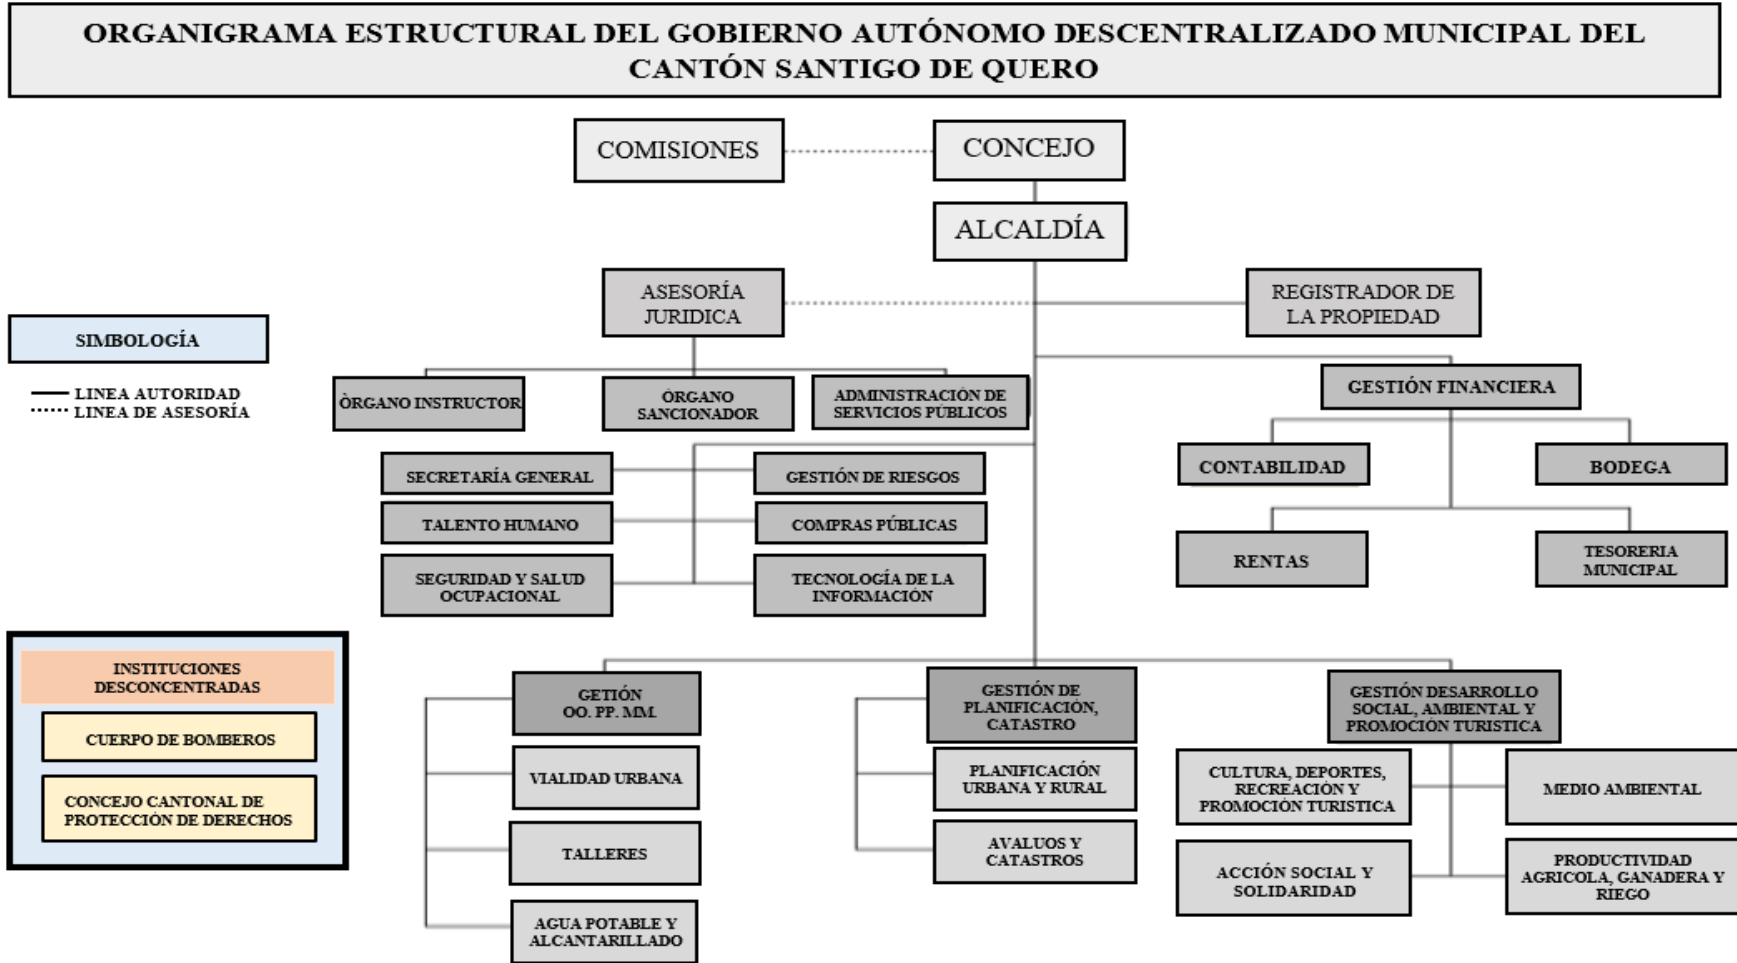 ORGANIGRAMA ESTRUCTURAL DEL GOBIERNO AUTÓNOMO DESCENTRALIZADO MUNICIPAL DEL
CANTÓN SANTIGO DE QUERO
COMISIONES
CONCEJO
ALCALDÍA
ASESORÍA
JURIDICA
REGISTRADOR DE
LA PROPIEDAD
SIMBOLOGÍA
LINEA AUTORIDAD
LINEA DE ASESORÍA
ÒRGANO INSTRUCTOR
ÓRGANO
SANCIONADOR
ADMINISTRACIÓN DE
SERVICIOS PÚBLICOS
GESTIÓN FINANCIERA
CONTABILIDAD
BODEGA
RENTAS
TESORERIA
MUNICIPAL
SECRETARÍA GENERAL
GESTIÓN DE RIESGOS
TALENTO HUMANO
COMPRAS PÚBLICAS
SEGURIDAD Y SALUD
OCUPACIONAL
TECNOLOGÍA DE LA
INFORMACIÓN
INSTITUCIONES
DESCONCENTRADAS
CUERPO DE BOMBEROS
CONCEJO CANTONAL DE
PROTECCIÓN DE DERECHOS
GETIÓN
OO. PP. MM.
VIALIDAD URBANA
TALLERES
AGUA POTABLE Y
ALCANTARILLADO
GESTIÓN DE
PLANIFICACIÓN,
CATASTRO
PLANIFICACIÓN
URBANA Y RURAL
AVALUOS Y
CATASTROS
GESTIÓN DESARROLLO
SOCIAL, AMBIENTAL Y
PROMOCIÓN TURISTICA
CULTURA, DEPORTES,
RECREACIÓN Y
PROMOCIÓN TURISTICA
MEDIO AMBIENTAL
ACCIÓN SOCIAL Y
SOLIDARIDAD
PRODUCTIVIDAD
AGRICOLA, GANADERA Y
RIEGO